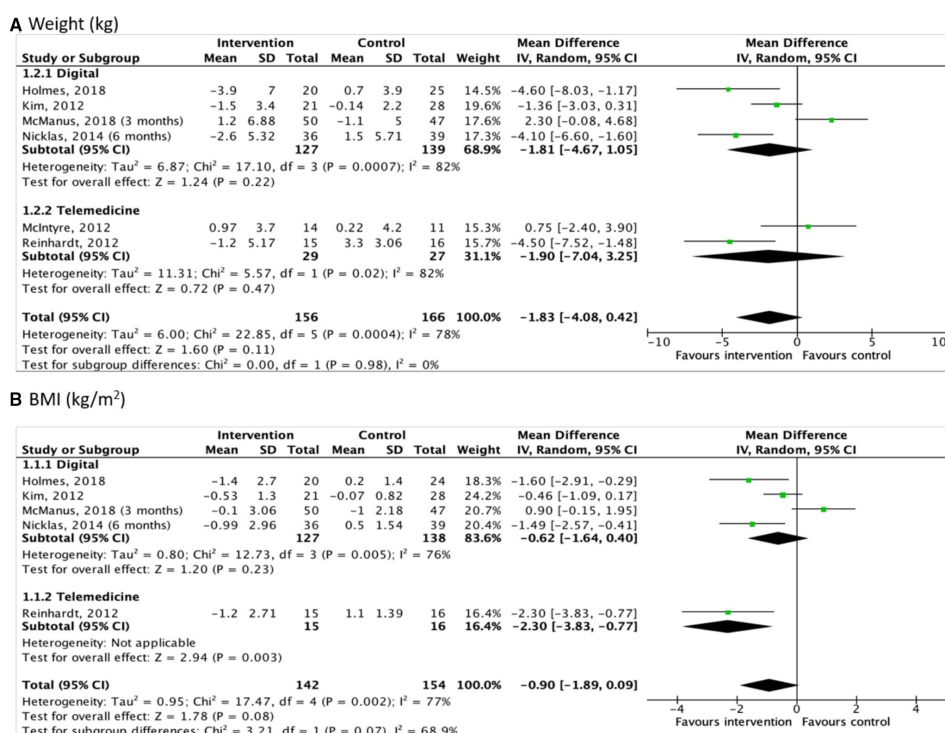 A Weight (kg)
Intervention Control Mean Difference Mean Difference
Study or Subgroup Mean SD Total Mean SD Total Weight IV, Random, 95% CI IV, Random, 95% CI
1.2.1 Digital
Holmes, 2018 −3.9 7 20 0.7 3.9 25 14.5% −4.60 [−8.03, −1.17]
Kim, 2012 −1.5 3.4 21 −0.14 2.2 28 19.6% −1.36 [−3.03, 0.31]
McManus, 2018 (3 months) 1.2 6.88 50 −1.1 5 47 17.6% 2.30 [−0.08, 4.68]
Nicklas, 2014 (6 months) −2.6 5.32 36 1.5 5.71 39 17.3% −4.10 [−6.60, −1.60]
Subtotal (95% CI) 127 139 68.9% −1.81 [−4.67, 1.05]
Heterogeneity: Tau² = 6.87; Chi² = 17.10, df = 3 (P = 0.0007); I² = 82%
Test for overall effect: Z = 1.24 (P = 0.22)
1.2.2 Telemedicine
McIntyre, 2012 0.97 3.7 14 0.22 4.2 11 15.3% 0.75 [−2.40, 3.90]
Reinhardt, 2012 −1.2 5.17 15 3.3 3.06 16 15.7% −4.50 [−7.52, −1.48]
Subtotal (95% CI) 29 27 31.1% −1.90 [−7.04, 3.25]
Heterogeneity: Tau² = 11.31; Chi² = 5.57, df = 1 (P = 0.02); I² = 82%
Test for overall effect: Z = 0.72 (P = 0.47)
Total (95% CI) 156 166 100.0% −1.83 [−4.08, 0.42]
Heterogeneity: Tau² = 6.00; Chi² = 22.85, df = 5 (P = 0.0004); I² = 78%
Test for overall effect: Z = 1.60 (P = 0.11)
Test for subgroup differences: Chi² = 0.00, df = 1 (P = 0.98), I² = 0%
−10 −5 0 5 10
Favours intervention Favours control
B BMI (kg/m²)
Intervention Control Mean Difference Mean Difference
Study or Subgroup Mean SD Total Mean SD Total Weight IV, Random, 95% CI IV, Random, 95% CI
1.1.1 Digital
Holmes, 2018 −1.4 2.7 20 0.2 1.4 24 18.3% −1.60 [−2.91, −0.29]
Kim, 2012 −0.53 1.3 21 −0.07 0.82 28 24.2% −0.46 [−1.09, 0.17]
McManus, 2018 (3 months) −0.1 3.06 50 −1 2.18 47 20.7% 0.90 [−0.15, 1.95]
Nicklas, 2014 (6 months) −0.99 2.96 36 0.5 1.54 39 20.4% −1.49 [−2.57, −0.41]
Subtotal (95% CI) 127 138 83.6% −0.62 [−1.64, 0.40]
Heterogeneity: Tau² = 0.80; Chi² = 12.73, df = 3 (P = 0.005); I² = 76%
Test for overall effect: Z = 1.20 (P = 0.23)
1.1.2 Telemedicine
Reinhardt, 2012 −1.2 2.71 15 1.1 1.39 16 16.4% −2.30 [−3.83, −0.77]
Subtotal (95% CI) 15 16 16.4% −2.30 [−3.83, −0.77]
Heterogeneity: Not applicable
Test for overall effect: Z = 2.94 (P = 0.003)
Total (95% CI) 142 154 100.0% −0.90 [−1.89, 0.09]
Heterogeneity: Tau² = 0.95; Chi² = 17.47, df = 4 (P = 0.002); I² = 77%
Test for overall effect: Z = 1.78 (P = 0.08)
Test for subgroup differences: Chi² = 3.21, df = 1 (P = 0.07), I² = 68.9%
−4 −2 0 2 4
Favours intervention Favours control